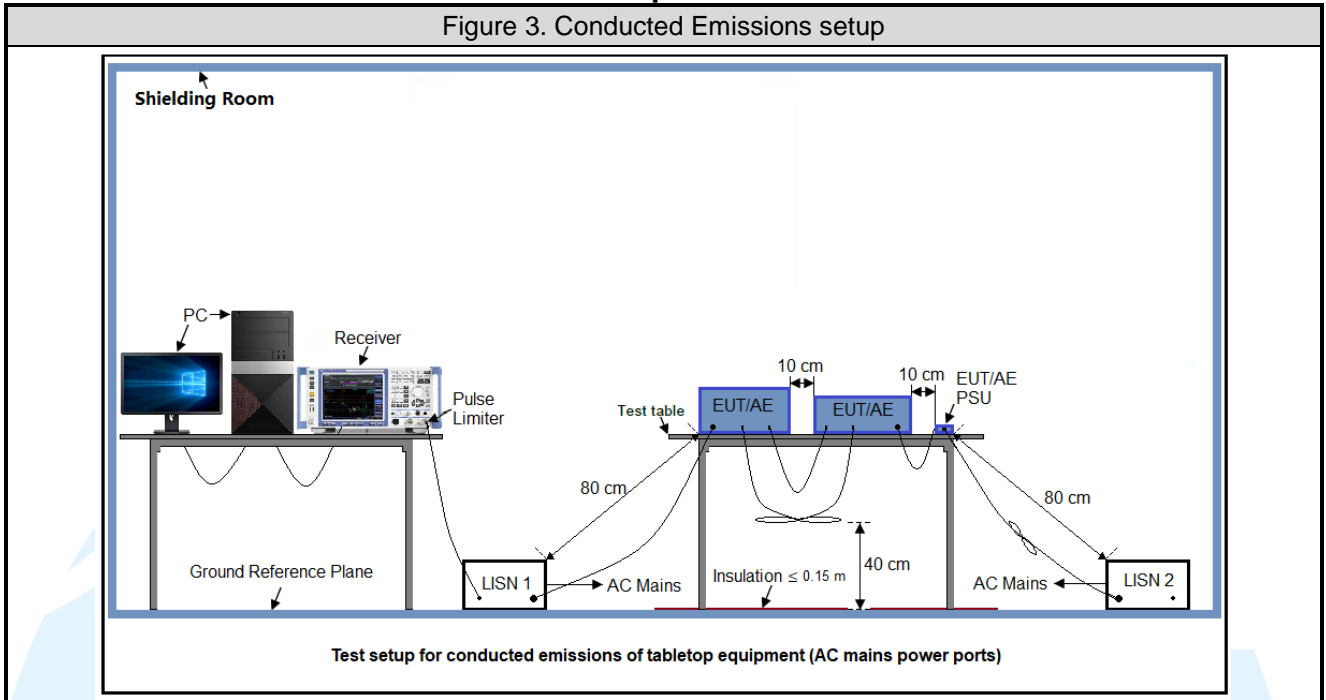 Figure 3. Conducted Emissions setup
Shielding Room
PC
Receiver
Pulse
Limiter
10 cm
10 cm
EUT/AE
PSU
Test table
EUT/AE
EUT/AE
80 cm
80 cm
40 cm
Ground Reference Plane
LISN 1
AC Mains
Insulation ≤ 0.15 m
AC Mains
LISN 2
Test setup for conducted emissions of tabletop equipment (AC mains power ports)